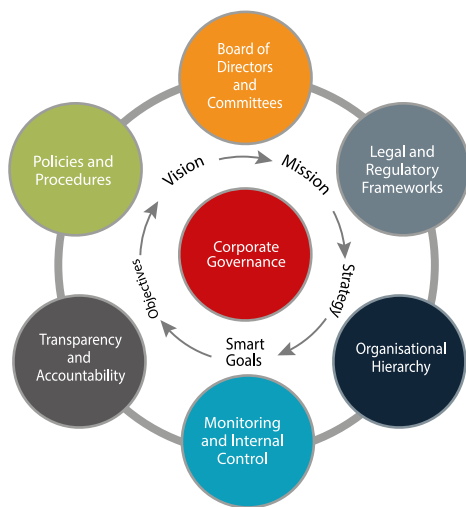 Board of
Directors
and
Committees
Legal and
Regulatory
Frameworks
Organisational
Hierarchy
Monitoring
and Internal
Control
Transparency
and
Accountability
Policies and
Procedures
Vision
Mission
Strategy
Smart
Goals
Objectives
Corporate
Governance